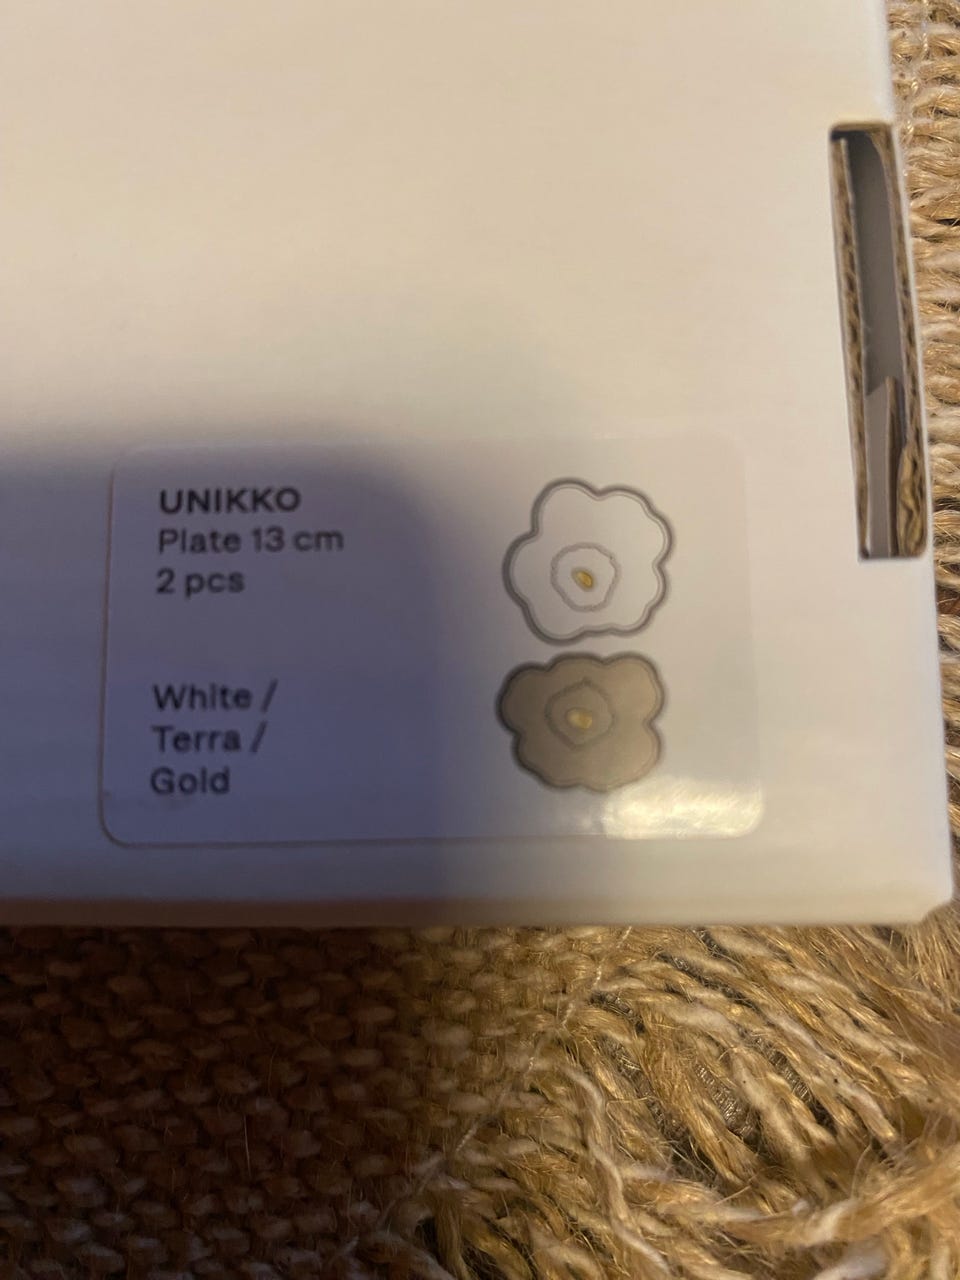 UNIKKO
Plate 13 cm
2 pcs
White /
Terra /
Gold